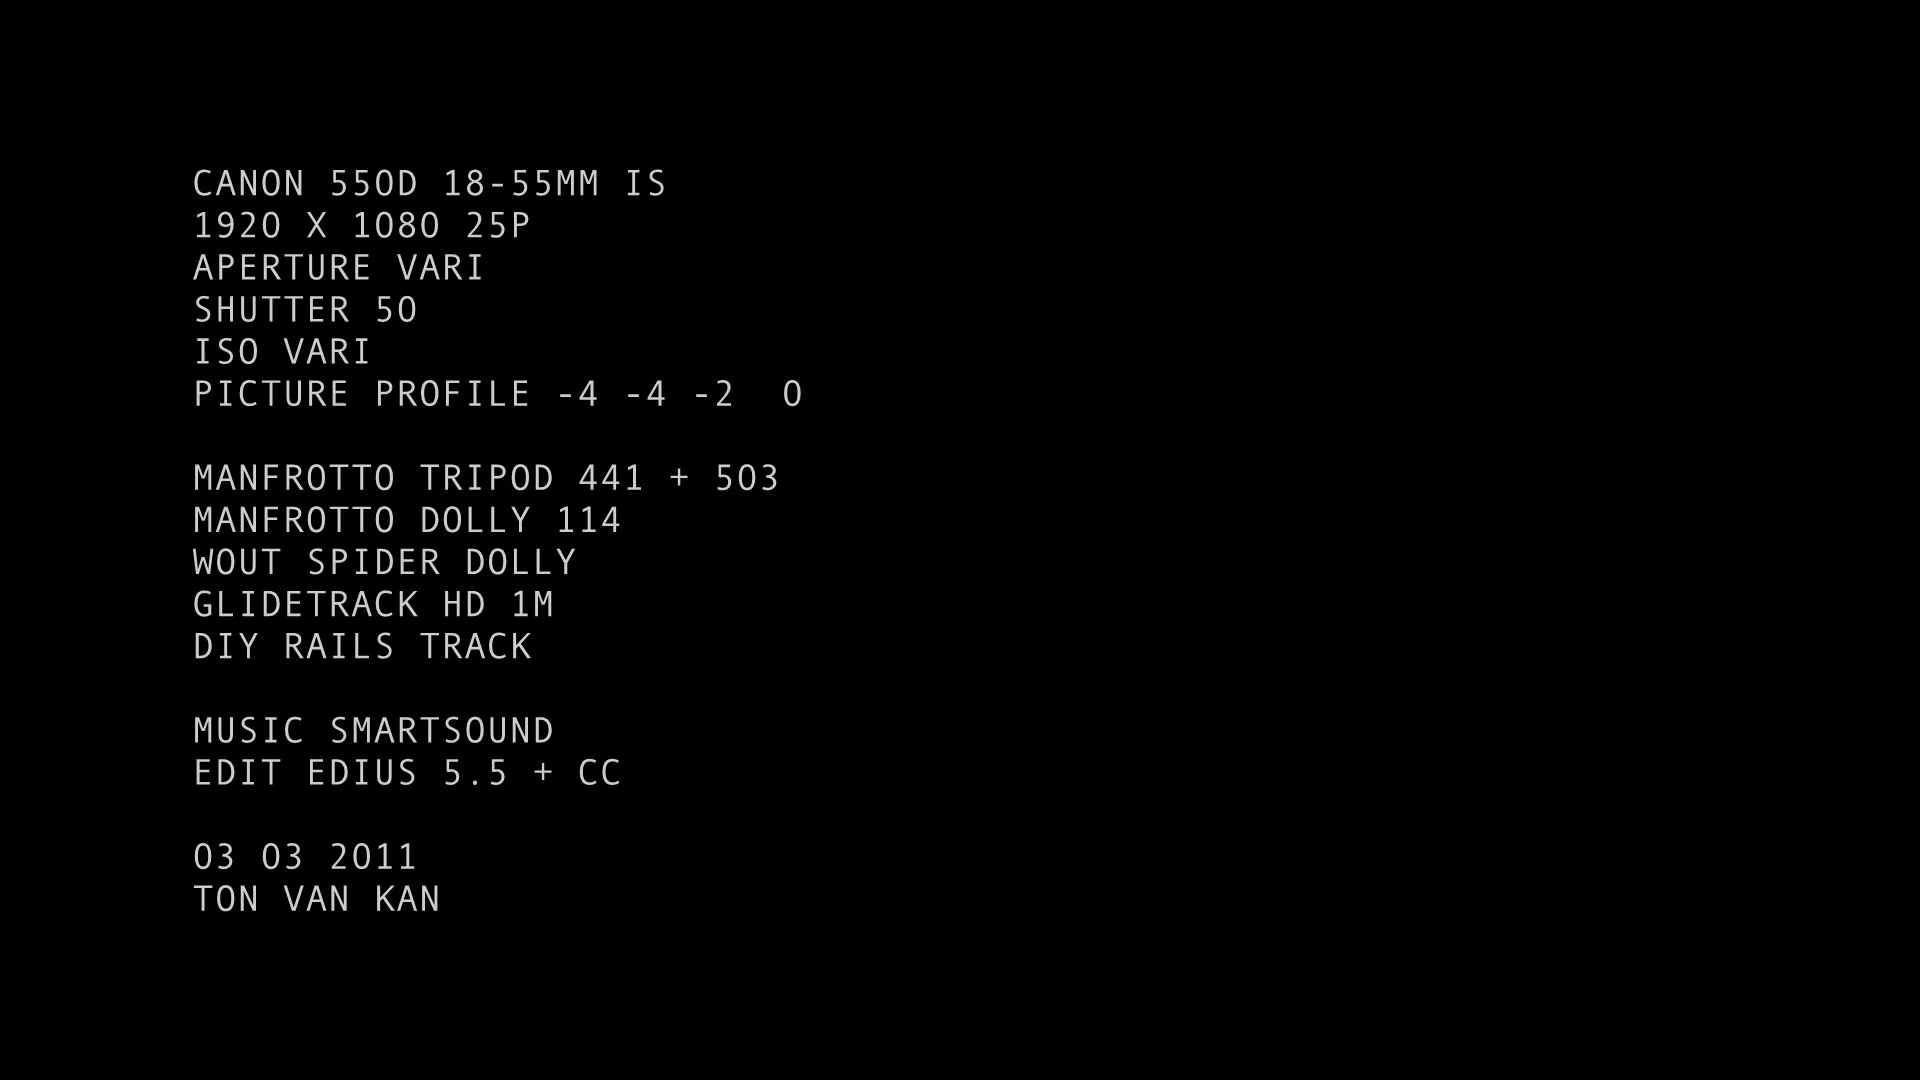 CANON 550D 18-55MM IS
1920 X 1080 25P
APERTURE VARI
SHUTTER 50
ISO VARI
PICTURE PROFILE -4 -4 -2  0
MANFROTTO TRIPOD 441 + 503
MANFROTTO DOLLY 114
WOUT SPIDER DOLLY
GLIDETRACK HD 1M
DIY RAILS TRACK
MUSIC SMARTSOUND
EDIT EDIUS 5.5 + CC
03 03 2011
TON VAN KAN